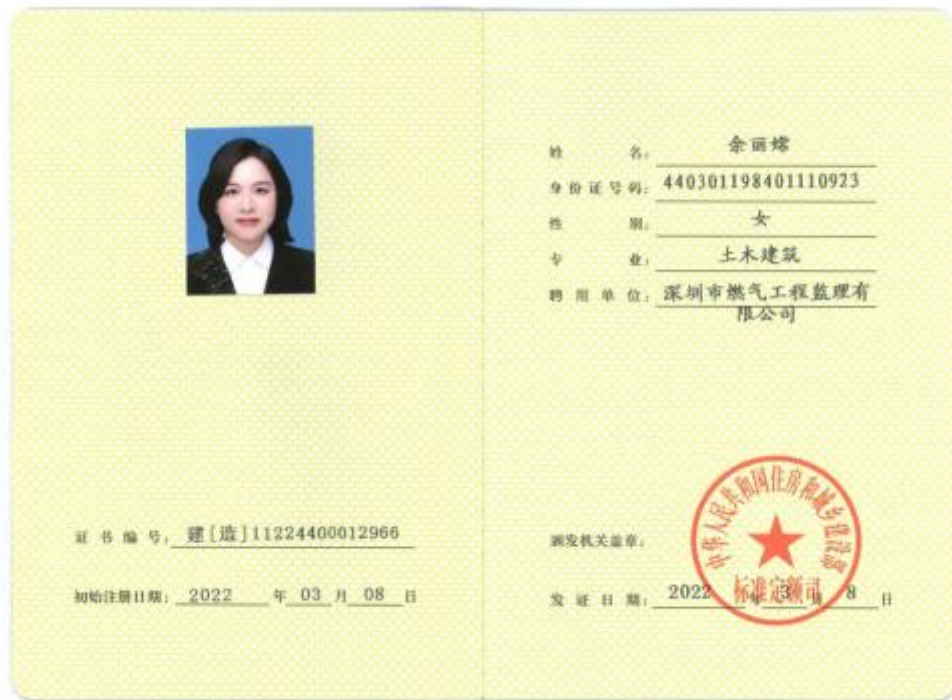 证书编号：建[造]11224400012966
初始注册日期：2022 年 03 月 08 日
姓名：余丽嬬
身份证号码：440301198401110923
性别：女
专业：土木建筑
聘用单位：深圳市燃气工程监理有
限公司
颁发机关盖章：
中华人民共和国住房和城乡建设部
标准定额司
发证日期：2022 年 3 月 8 日